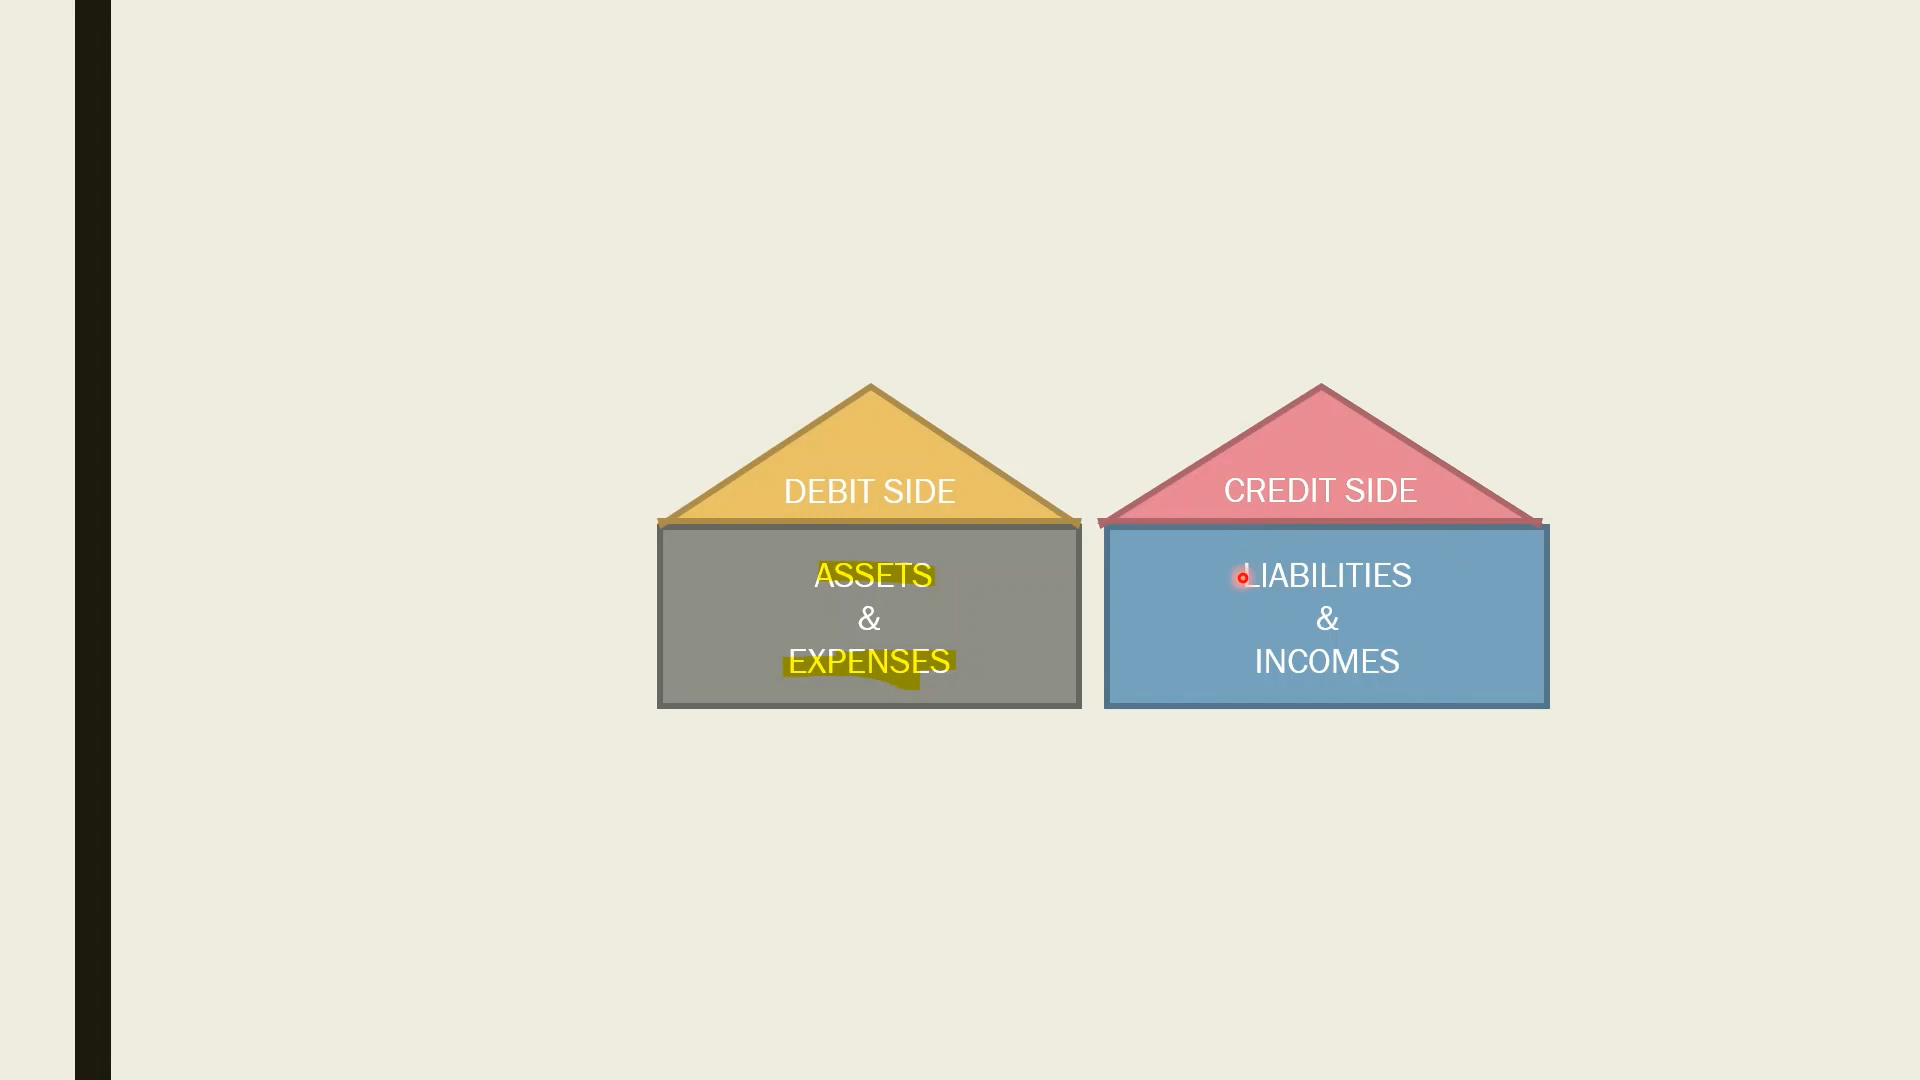 DEBIT SIDE
ASSETS
&
EXPENSES
CREDIT SIDE
LIABILITIES
&
INCOMES